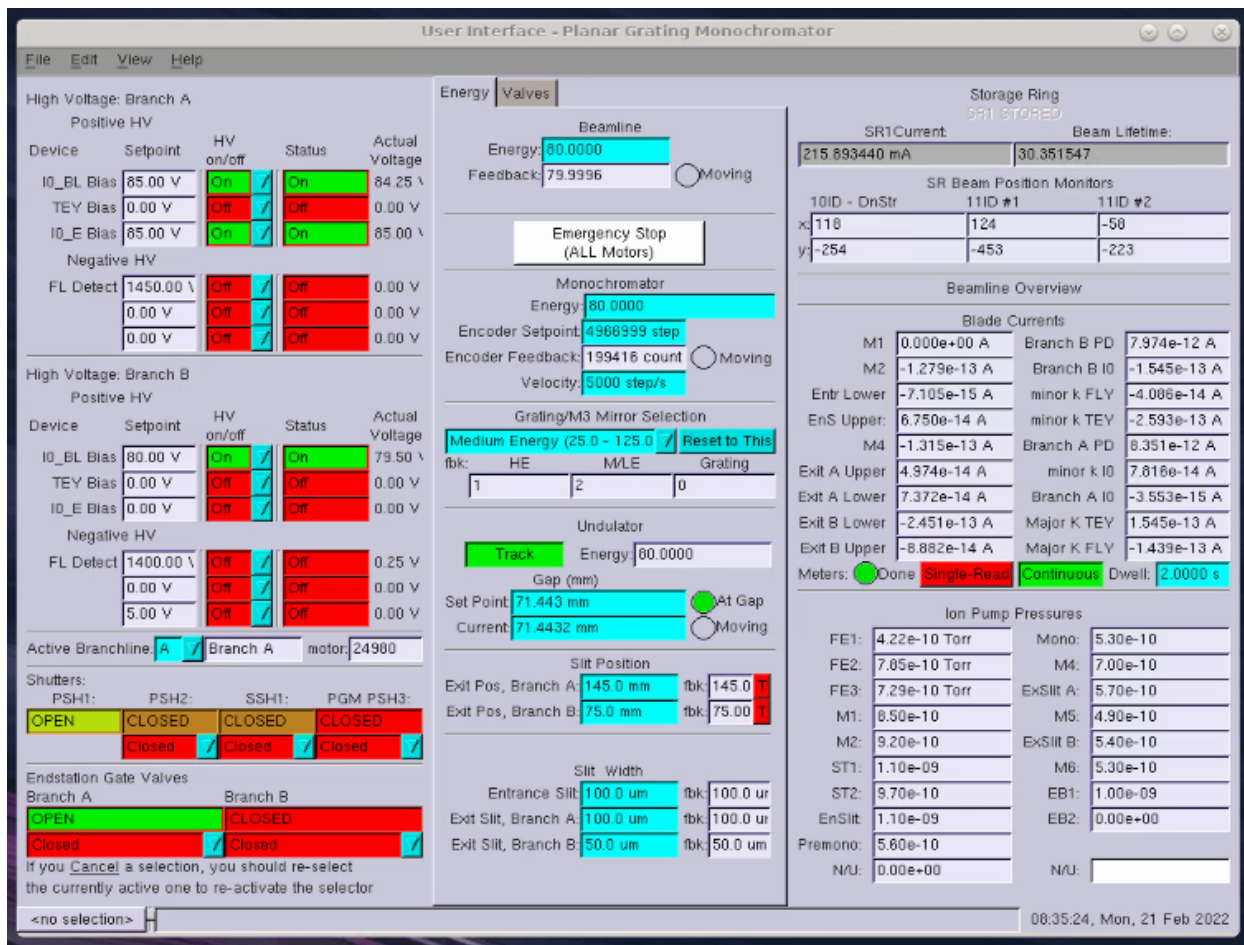 User Interface - Planar Grating Monochromator
File Edit View Help
High Voltage: Branch A
Positive HV
Device Setpoint HV on/off Status Actual Voltage
I0_BL Bias 85.00 V On On 84.25 V
TEY Bias 0.00 V Off Off 0.00 V
I0_E Bias 85.00 V On On 85.00 V
Negative HV
FL Detect 1450.00 V Off Off 0.00 V
0.00 V Off Off 0.00 V
0.00 V Off Off 0.00 V
High Voltage: Branch B
Positive HV
Device Setpoint HV on/off Status Actual Voltage
I0_BL Bias 80.00 V On On 79.50 V
TEY Bias 0.00 V Off Off 0.00 V
I0_E Bias 0.00 V Off Off 0.00 V
Negative HV
FL Detect 1400.00 V Off Off 0.25 V
0.00 V Off Off 0.00 V
5.00 V Off Off 0.00 V
Active Branchline: A Branch A motor: 24980
Shutters:
PSH1: PSH2: SSH1: PGM PSH3:
OPEN CLOSED CLOSED CLOSED
Closed Closed Closed
Endstation Gate Valves
Branch A Branch B
OPEN CLOSED
Closed Closed
If you Cancel a selection, you should re-select
the currently active one to re-activate the selector
<no selection>
Energy Valves
Beamline
Energy: 80.0000
Feedback: 79.9996 Moving
Emergency Stop
(ALL Motors)
Monochromator
Energy: 80.0000
Encoder Setpoint: 4966999 step
Encoder Feedback: 199416 count Moving
Velocity: 5000 step/s
Grating/M3 Mirror Selection
Medium Energy (25.0 - 125.0 Reset to This
fbk: HE M/LE Grating
1 2 0
Undulator
Track Energy: 80.0000
Gap (mm)
Set Point: 71.443 mm At Gap
Current: 71.4432 mm Moving
Slit Position
Exit Pos, Branch A: 145.0 mm fbk: 145.0 T
Exit Pos, Branch B: 75.0 mm fbk: 75.00 T
Slit Width
Entrance Slit: 100.0 um fbk: 100.0 ur
Exit Slit, Branch A: 100.0 um fbk: 100.0 ur
Exit Slit, Branch B: 50.0 um fbk: 50.0 um
Storage Ring
SR1 STORED
SR1Current: Beam Lifetime:
215.893440 mA 30.351547
SR Beam Position Monitors
10ID - DnStr 11ID #1 11ID #2
x: 118 124 -58
y: -254 -453 -223
Beamline Overview
Blade Currents
M1 0.000e+00 A Branch B PD 7.974e-12 A
M2 -1.279e-13 A Branch B I0 -1.545e-13 A
Entr Lower -7.105e-15 A minor k FLY -4.086e-14 A
EnS Upper: 6.750e-14 A minor k TEY -2.593e-13 A
M4 -1.315e-13 A Branch A PD 8.351e-12 A
Exit A Upper 4.974e-14 A minor k I0 7.816e-14 A
Exit A Lower 7.372e-14 A Branch A I0 -3.553e-15 A
Exit B Lower -2.451e-13 A Major K TEY 1.545e-13 A
Exit B Upper -8.882e-14 A Major K FLY -1.439e-13 A
Meters: Done Single-Read Continuous Dwell: 2.0000 s
Ion Pump Pressures
FE1: 4.22e-10 Torr Mono: 5.30e-10
FE2: 7.85e-10 Torr M4: 7.00e-10
FE3: 7.29e-10 Torr ExSlit A: 5.70e-10
M1: 8.50e-10 M5: 4.90e-10
M2: 9.20e-10 ExSlit B: 5.40e-10
ST1: 1.10e-09 M6: 5.30e-10
ST2: 9.70e-10 EB1: 1.00e-09
EnSlit: 1.10e-09 EB2: 0.00e+00
Premono: 5.60e-10
N/U: 0.00e+00 N/U:
08:35:24, Mon, 21 Feb 2022